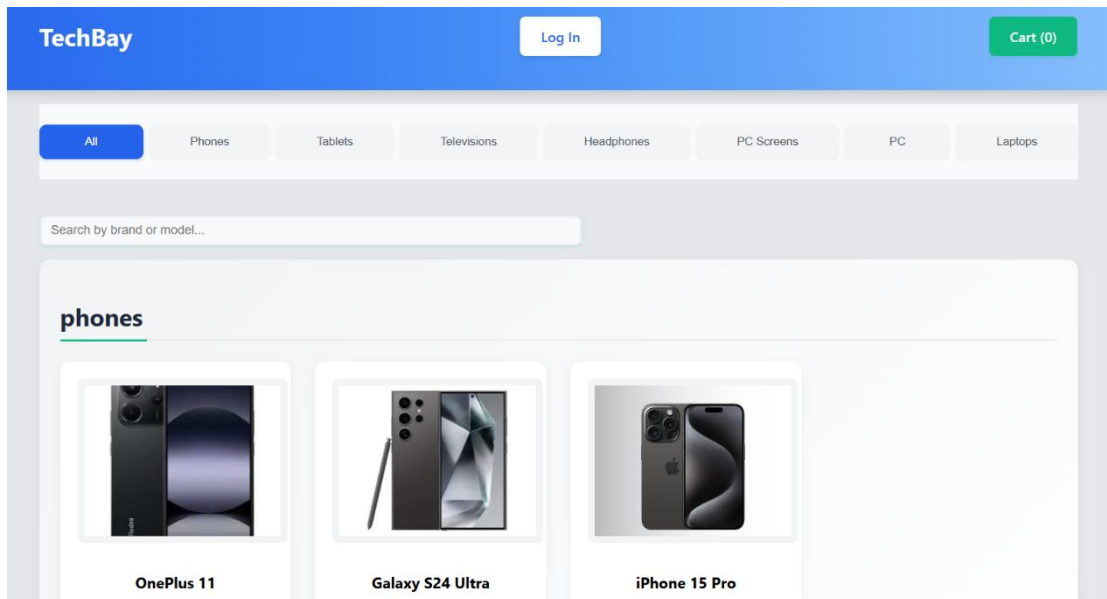 TechBay
Log In
Cart (0)
All
Phones
Tablets
Televisions
Headphones
PC Screens
PC
Laptops
Search by brand or model...
phones
Redmi
OnePlus 11
Galaxy S24 Ultra
iPhone 15 Pro